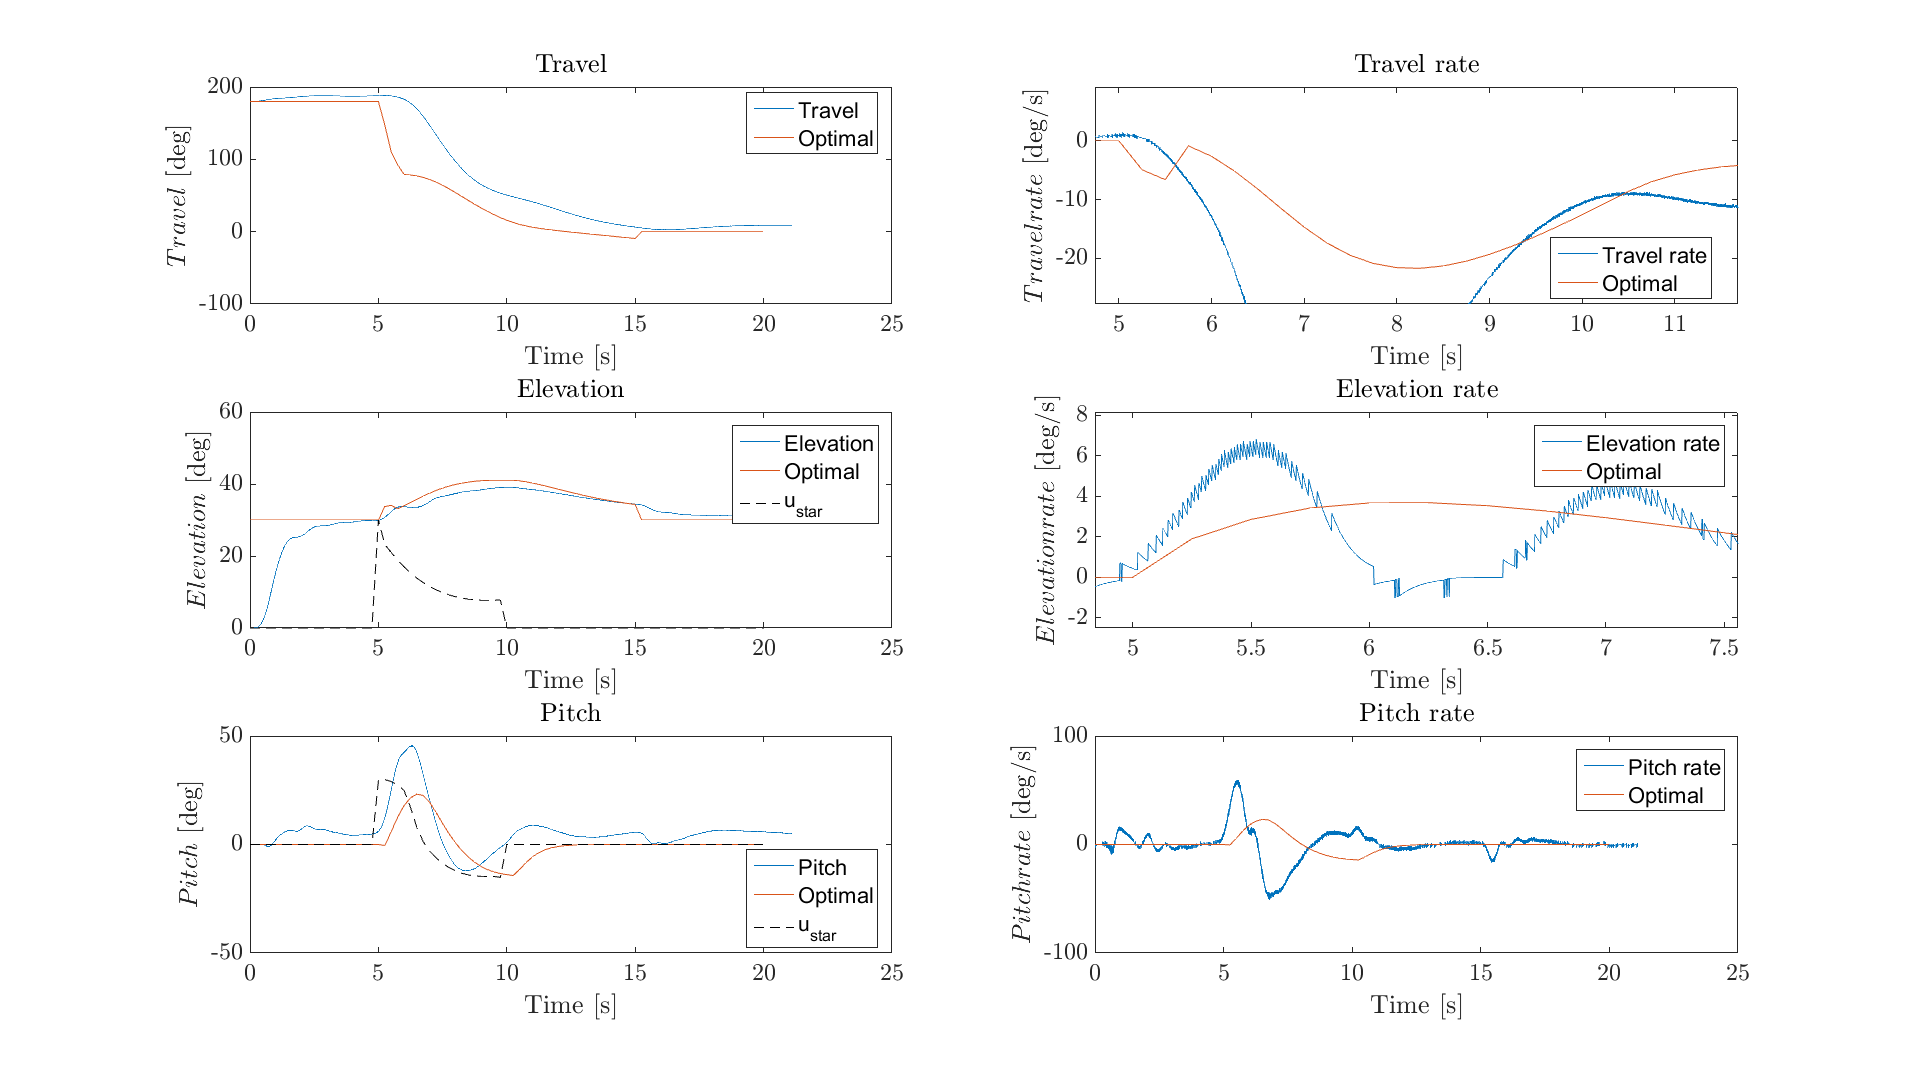 Travel
200
100
0
-100
Travel [deg]
Travel
Optimal
0 5 10 15 20 25
Time [s]
Travel rate
0
-10
-20
Travelrate [deg/s]
Travel rate
Optimal
5 6 7 8 9 10 11
Time [s]
Elevation
60
40
20
0
Elevation [deg]
Elevation
Optimal
u_star
0 5 10 15 20 25
Time [s]
Elevation rate
8
6
4
2
0
-2
Elevationrate [deg/s]
Elevation rate
Optimal
5 5.5 6 6.5 7 7.5
Time [s]
Pitch
50
0
-50
Pitch [deg]
Pitch
Optimal
u_star
0 5 10 15 20 25
Time [s]
Pitch rate
100
0
-100
Pitchrate [deg/s]
Pitch rate
Optimal
0 5 10 15 20 25
Time [s]